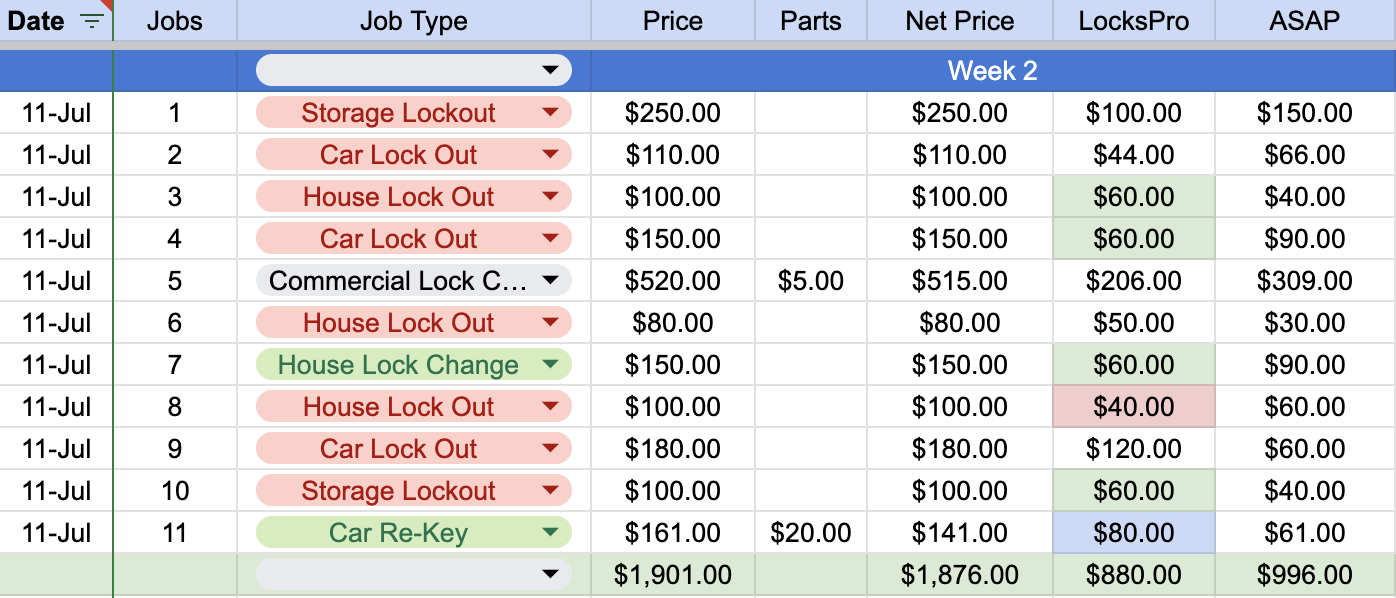 Date Jobs Job Type Price Parts Net Price LocksPro ASAP
Week 2
11-Jul 1 Storage Lockout $250.00 $250.00 $100.00 $150.00
11-Jul 2 Car Lock Out $110.00 $110.00 $44.00 $66.00
11-Jul 3 House Lock Out $100.00 $100.00 $60.00 $40.00
11-Jul 4 Car Lock Out $150.00 $150.00 $60.00 $90.00
11-Jul 5 Commercial Lock C... $520.00 $5.00 $515.00 $206.00 $309.00
11-Jul 6 House Lock Out $80.00 $80.00 $50.00 $30.00
11-Jul 7 House Lock Change $150.00 $150.00 $60.00 $90.00
11-Jul 8 House Lock Out $100.00 $100.00 $40.00 $60.00
11-Jul 9 Car Lock Out $180.00 $180.00 $120.00 $60.00
11-Jul 10 Storage Lockout $100.00 $100.00 $60.00 $40.00
11-Jul 11 Car Re-Key $161.00 $20.00 $141.00 $80.00 $61.00
$1,901.00 $1,876.00 $880.00 $996.00